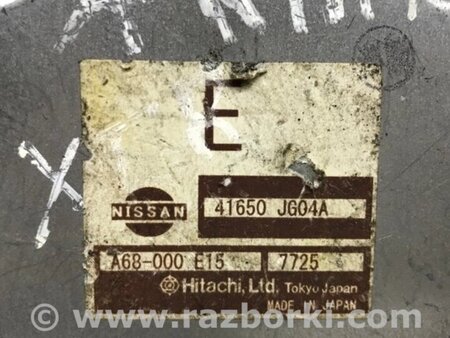 E
NISSAN
41650 JG04A
A68-000 E15
7725
Hitachi, Ltd. Tokyo Japan
MADE IN JAPAN
X
www.razborki.com